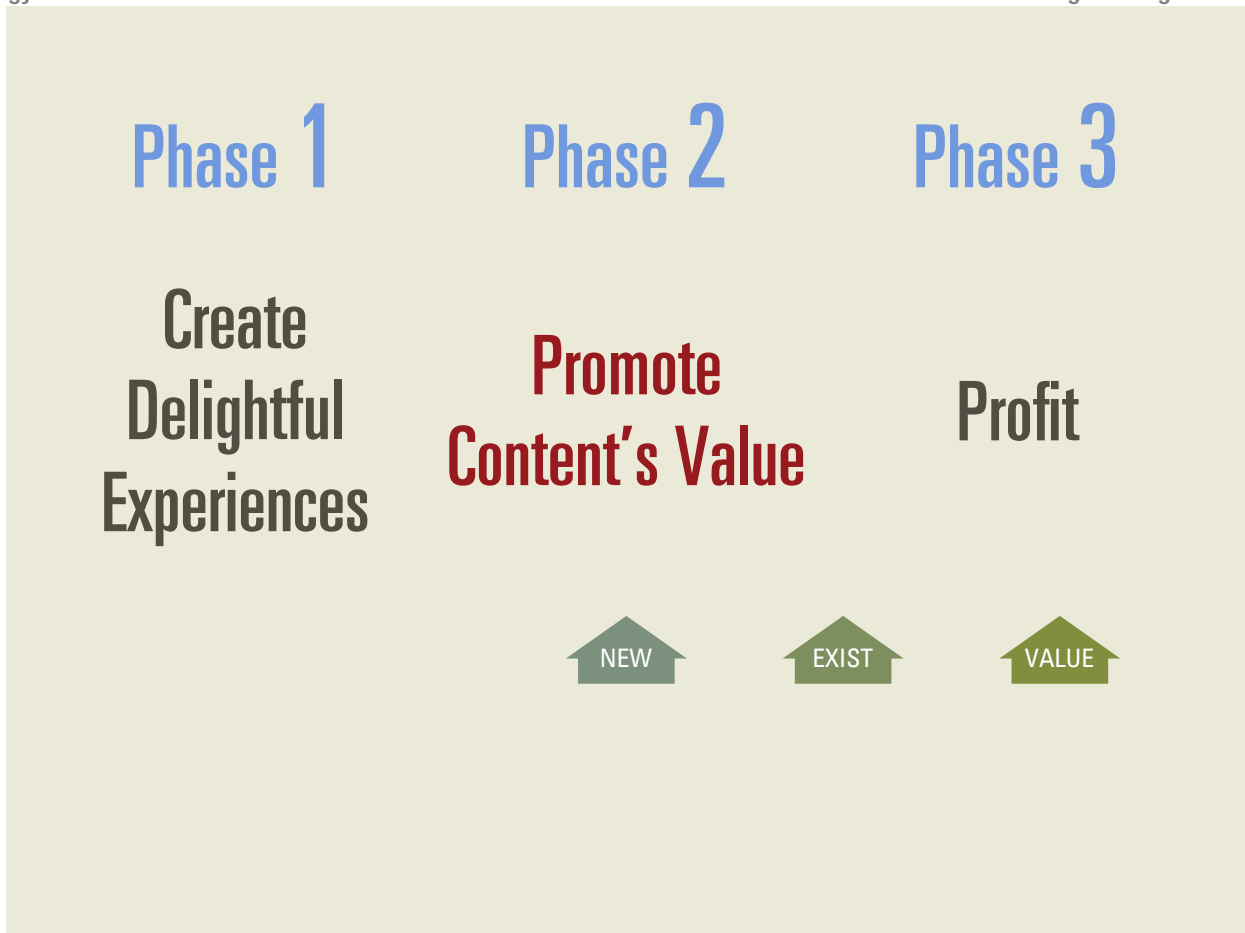 Phase 1
Phase 2
Phase 3
Create
Delightful
Experiences
Promote
Content's Value
Profit
NEW
EXIST
VALUE